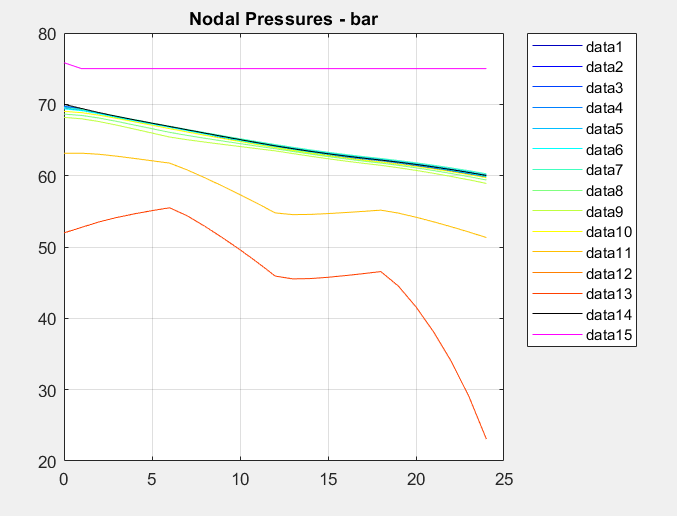 Nodal Pressures - bar
80
70
60
50
40
30
20
0 5 10 15 20 25
data1
data2
data3
data4
data5
data6
data7
data8
data9
data10
data11
data12
data13
data14
data15